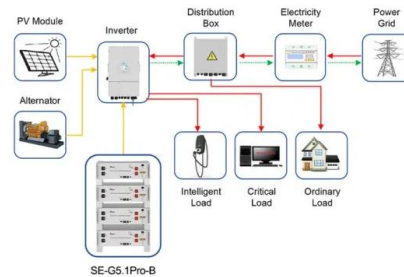 PV Module
Inverter
Distribution
Box
Electricity
Meter
Power
Grid
Alternator
Intelligent
Load
Critical
Load
Ordinary
Load
SE-G5.1Pro-B